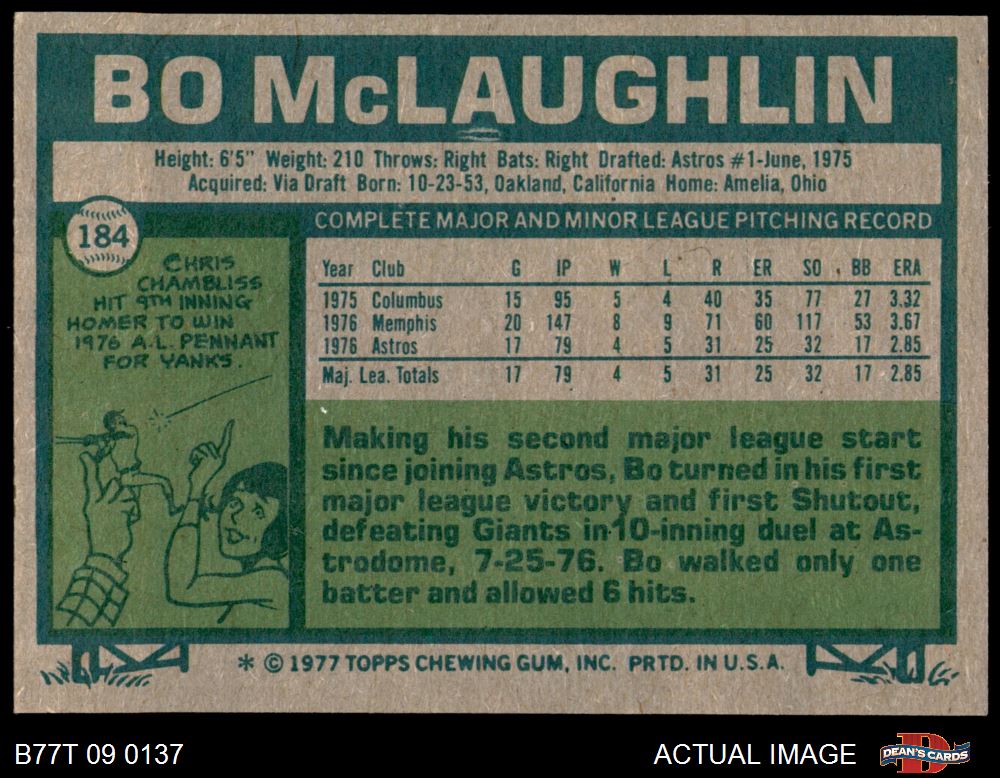 BO McLAUGHLIN
Height: 6'5" Weight: 210 Throws: Right Bats: Right Drafted: Astros #1-June, 1975
Acquired: Via Draft Born: 10-23-53, Oakland, California Home: Amelia, Ohio
184
CHRIS
CHAMBLISS
HIT 9TH INNING
HOMER TO WIN
1976 A.L. PENNANT
FOR YANKS.
COMPLETE MAJOR AND MINOR LEAGUE PITCHING RECORD
Year Club G IP W L R ER SO BB ERA
1975 Columbus 15 95 5 4 40 35 77 27 3.32
1976 Memphis 20 147 8 9 71 60 117 53 3.67
1976 Astros 17 79 4 5 31 25 32 17 2.85
Maj. Lea. Totals 17 79 4 5 31 25 32 17 2.85
Making his second major league start
since joining Astros, Bo turned in his first
major league victory and first Shutout,
defeating Giants in 10-inning duel at As-
trodome, 7-25-76. Bo walked only one
batter and allowed 6 hits.
* © 1977 TOPPS CHEWING GUM, INC. PRTD. IN U.S.A.
B77T 09 0137
ACTUAL IMAGE
D
DEAN'S CARDS